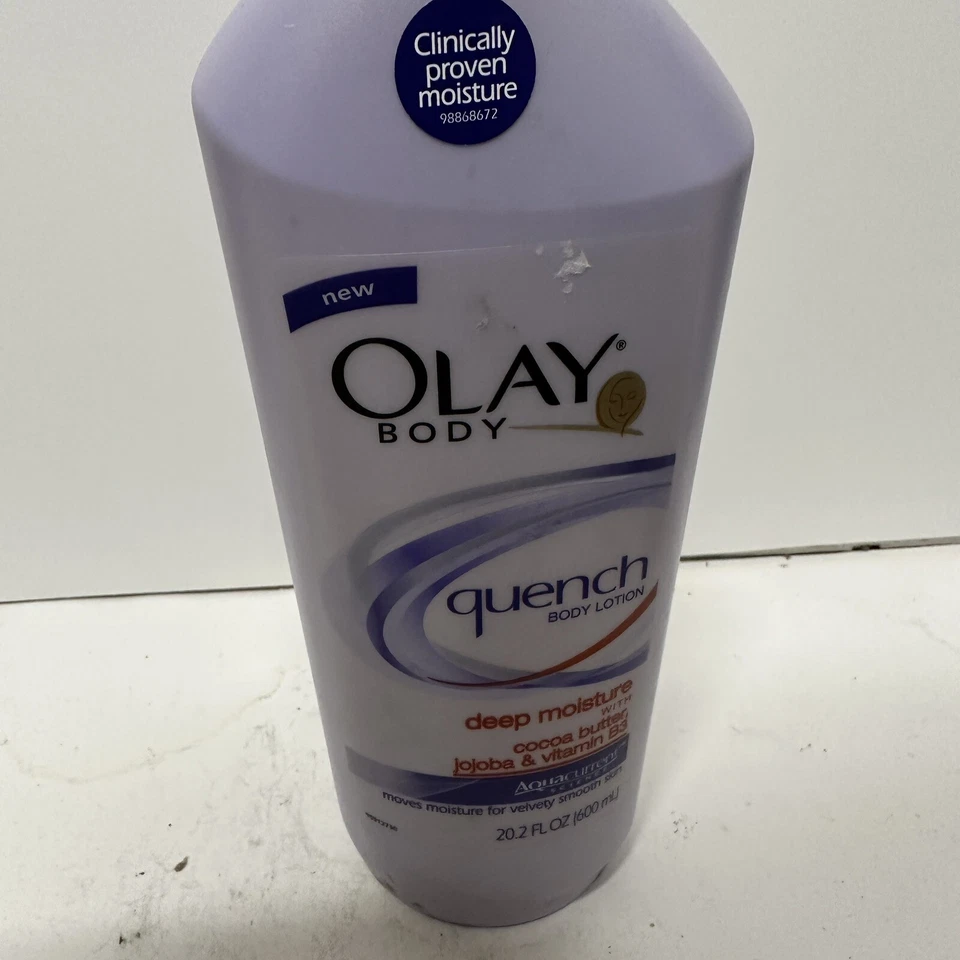 Clinically
proven
moisture
98868672
new
OLAY®
BODY
quench
BODY LOTION
deep moisture
WITH
cocoa butter,
jojoba & vitamin B3
Aquacurrent
SCIENCE
moves moisture for velvety smooth skin
20.2 FL OZ (600 mL)